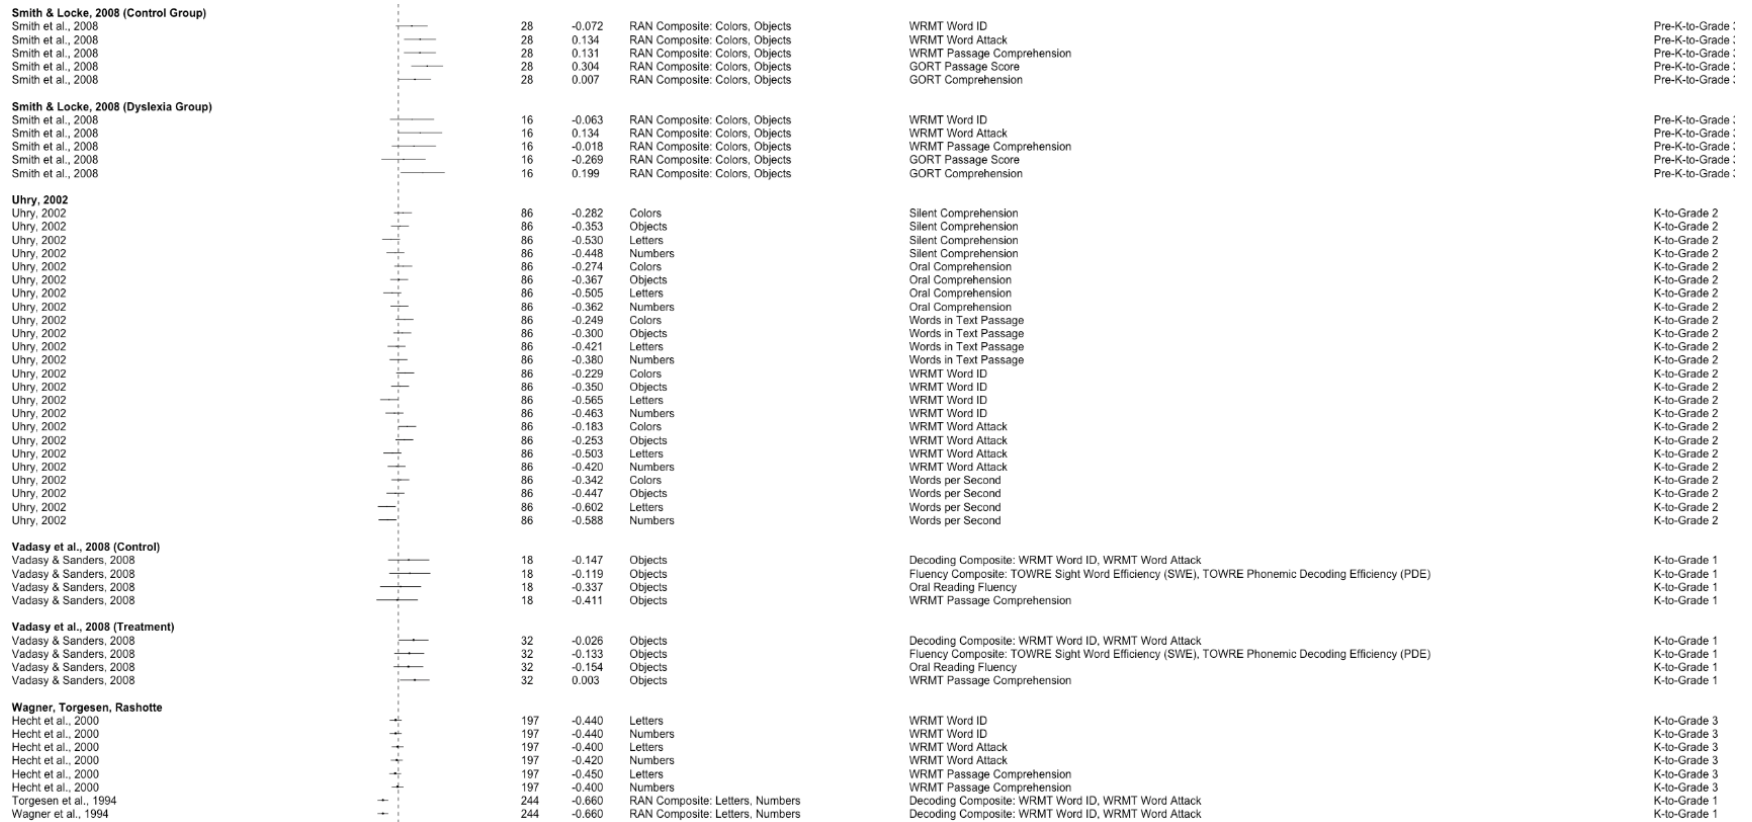 Smith & Locke, 2008 (Control Group)
Smith et al., 2008 28 -0.072 RAN Composite: Colors, Objects WRMT Word ID Pre-K-to-Grade
Smith et al., 2008 28 0.134 RAN Composite: Colors, Objects WRMT Word Attack Pre-K-to-Grade
Smith et al., 2008 28 0.131 RAN Composite: Colors, Objects WRMT Passage Comprehension Pre-K-to-Grade
Smith et al., 2008 28 0.304 RAN Composite: Colors, Objects GORT Passage Score Pre-K-to-Grade
Smith et al., 2008 28 0.007 RAN Composite: Colors, Objects GORT Comprehension Pre-K-to-Grade
Smith & Locke, 2008 (Dyslexia Group)
Smith et al., 2008 16 -0.063 RAN Composite: Colors, Objects WRMT Word ID Pre-K-to-Grade
Smith et al., 2008 16 0.134 RAN Composite: Colors, Objects WRMT Word Attack Pre-K-to-Grade
Smith et al., 2008 16 -0.018 RAN Composite: Colors, Objects WRMT Passage Comprehension Pre-K-to-Grade
Smith et al., 2008 16 -0.269 RAN Composite: Colors, Objects GORT Passage Score Pre-K-to-Grade
Smith et al., 2008 16 0.199 RAN Composite: Colors, Objects GORT Comprehension Pre-K-to-Grade
Uhry, 2002
Uhry, 2002 86 -0.282 Colors Silent Comprehension K-to-Grade 2
Uhry, 2002 86 -0.353 Objects Silent Comprehension K-to-Grade 2
Uhry, 2002 86 -0.530 Letters Silent Comprehension K-to-Grade 2
Uhry, 2002 86 -0.448 Numbers Silent Comprehension K-to-Grade 2
Uhry, 2002 86 -0.274 Colors Oral Comprehension K-to-Grade 2
Uhry, 2002 86 -0.367 Objects Oral Comprehension K-to-Grade 2
Uhry, 2002 86 -0.505 Letters Oral Comprehension K-to-Grade 2
Uhry, 2002 86 -0.362 Numbers Oral Comprehension K-to-Grade 2
Uhry, 2002 86 -0.249 Colors Words in Text Passage K-to-Grade 2
Uhry, 2002 86 -0.300 Objects Words in Text Passage K-to-Grade 2
Uhry, 2002 86 -0.421 Letters Words in Text Passage K-to-Grade 2
Uhry, 2002 86 -0.380 Numbers Words in Text Passage K-to-Grade 2
Uhry, 2002 86 -0.229 Colors WRMT Word ID K-to-Grade 2
Uhry, 2002 86 -0.350 Objects WRMT Word ID K-to-Grade 2
Uhry, 2002 86 -0.565 Letters WRMT Word ID K-to-Grade 2
Uhry, 2002 86 -0.463 Numbers WRMT Word ID K-to-Grade 2
Uhry, 2002 86 -0.183 Colors WRMT Word Attack K-to-Grade 2
Uhry, 2002 86 -0.253 Objects WRMT Word Attack K-to-Grade 2
Uhry, 2002 86 -0.503 Letters WRMT Word Attack K-to-Grade 2
Uhry, 2002 86 -0.420 Numbers WRMT Word Attack K-to-Grade 2
Uhry, 2002 86 -0.342 Colors Words per Second K-to-Grade 2
Uhry, 2002 86 -0.447 Objects Words per Second K-to-Grade 2
Uhry, 2002 86 -0.602 Letters Words per Second K-to-Grade 2
Uhry, 2002 86 -0.588 Numbers Words per Second K-to-Grade 2
Vadasy et al., 2008 (Control)
Vadasy & Sanders, 2008 18 -0.147 Objects Decoding Composite: WRMT Word ID, WRMT Word Attack K-to-Grade 1
Vadasy & Sanders, 2008 18 -0.119 Objects Fluency Composite: TOWRE Sight Word Efficiency (SWE), TOWRE Phonemic Decoding Efficiency (PDE) K-to-Grade 1
Vadasy & Sanders, 2008 18 -0.337 Objects Oral Reading Fluency K-to-Grade 1
Vadasy & Sanders, 2008 18 -0.411 Objects WRMT Passage Comprehension K-to-Grade 1
Vadasy et al., 2008 (Treatment)
Vadasy & Sanders, 2008 32 -0.026 Objects Decoding Composite: WRMT Word ID, WRMT Word Attack K-to-Grade 1
Vadasy & Sanders, 2008 32 -0.133 Objects Fluency Composite: TOWRE Sight Word Efficiency (SWE), TOWRE Phonemic Decoding Efficiency (PDE) K-to-Grade 1
Vadasy & Sanders, 2008 32 -0.154 Objects Oral Reading Fluency K-to-Grade 1
Vadasy & Sanders, 2008 32 0.003 Objects WRMT Passage Comprehension K-to-Grade 1
Wagner, Torgesen, Rashotte
Hecht et al., 2000 197 -0.440 Letters WRMT Word ID K-to-Grade 3
Hecht et al., 2000 197 -0.440 Numbers WRMT Word ID K-to-Grade 3
Hecht et al., 2000 197 -0.400 Letters WRMT Word Attack K-to-Grade 3
Hecht et al., 2000 197 -0.420 Numbers WRMT Word Attack K-to-Grade 3
Hecht et al., 2000 197 -0.450 Letters WRMT Passage Comprehension K-to-Grade 3
Hecht et al., 2000 197 -0.400 Numbers WRMT Passage Comprehension K-to-Grade 3
Torgesen et al., 1994 244 -0.660 RAN Composite: Letters, Numbers Decoding Composite: WRMT Word ID, WRMT Word Attack K-to-Grade 1
Wagner et al., 1994 244 -0.660 RAN Composite: Letters, Numbers Decoding Composite: WRMT Word ID, WRMT Word Attack K-to-Grade 1